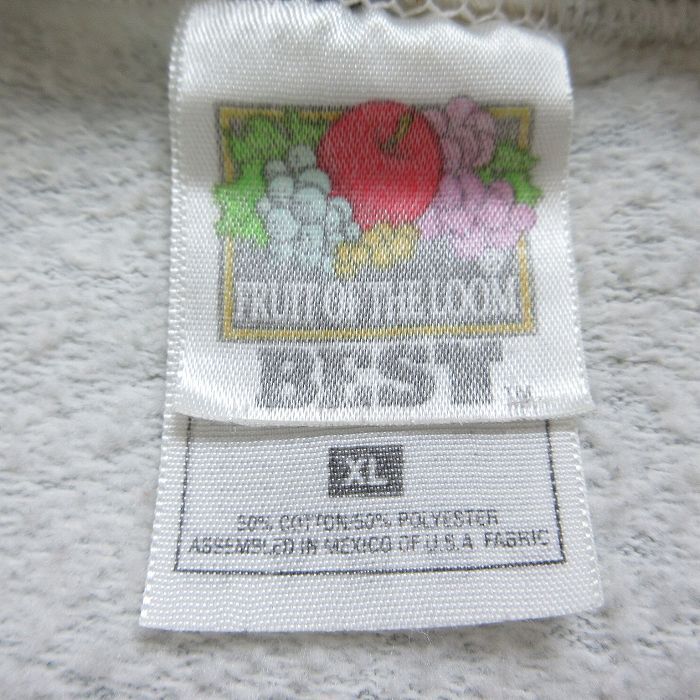 FRUIT OF THE LOOM
BEST TM
XL
50% COTTON/50% POLYESTER
ASSEMBLED IN MEXICO OF U.S.A. FABRIC